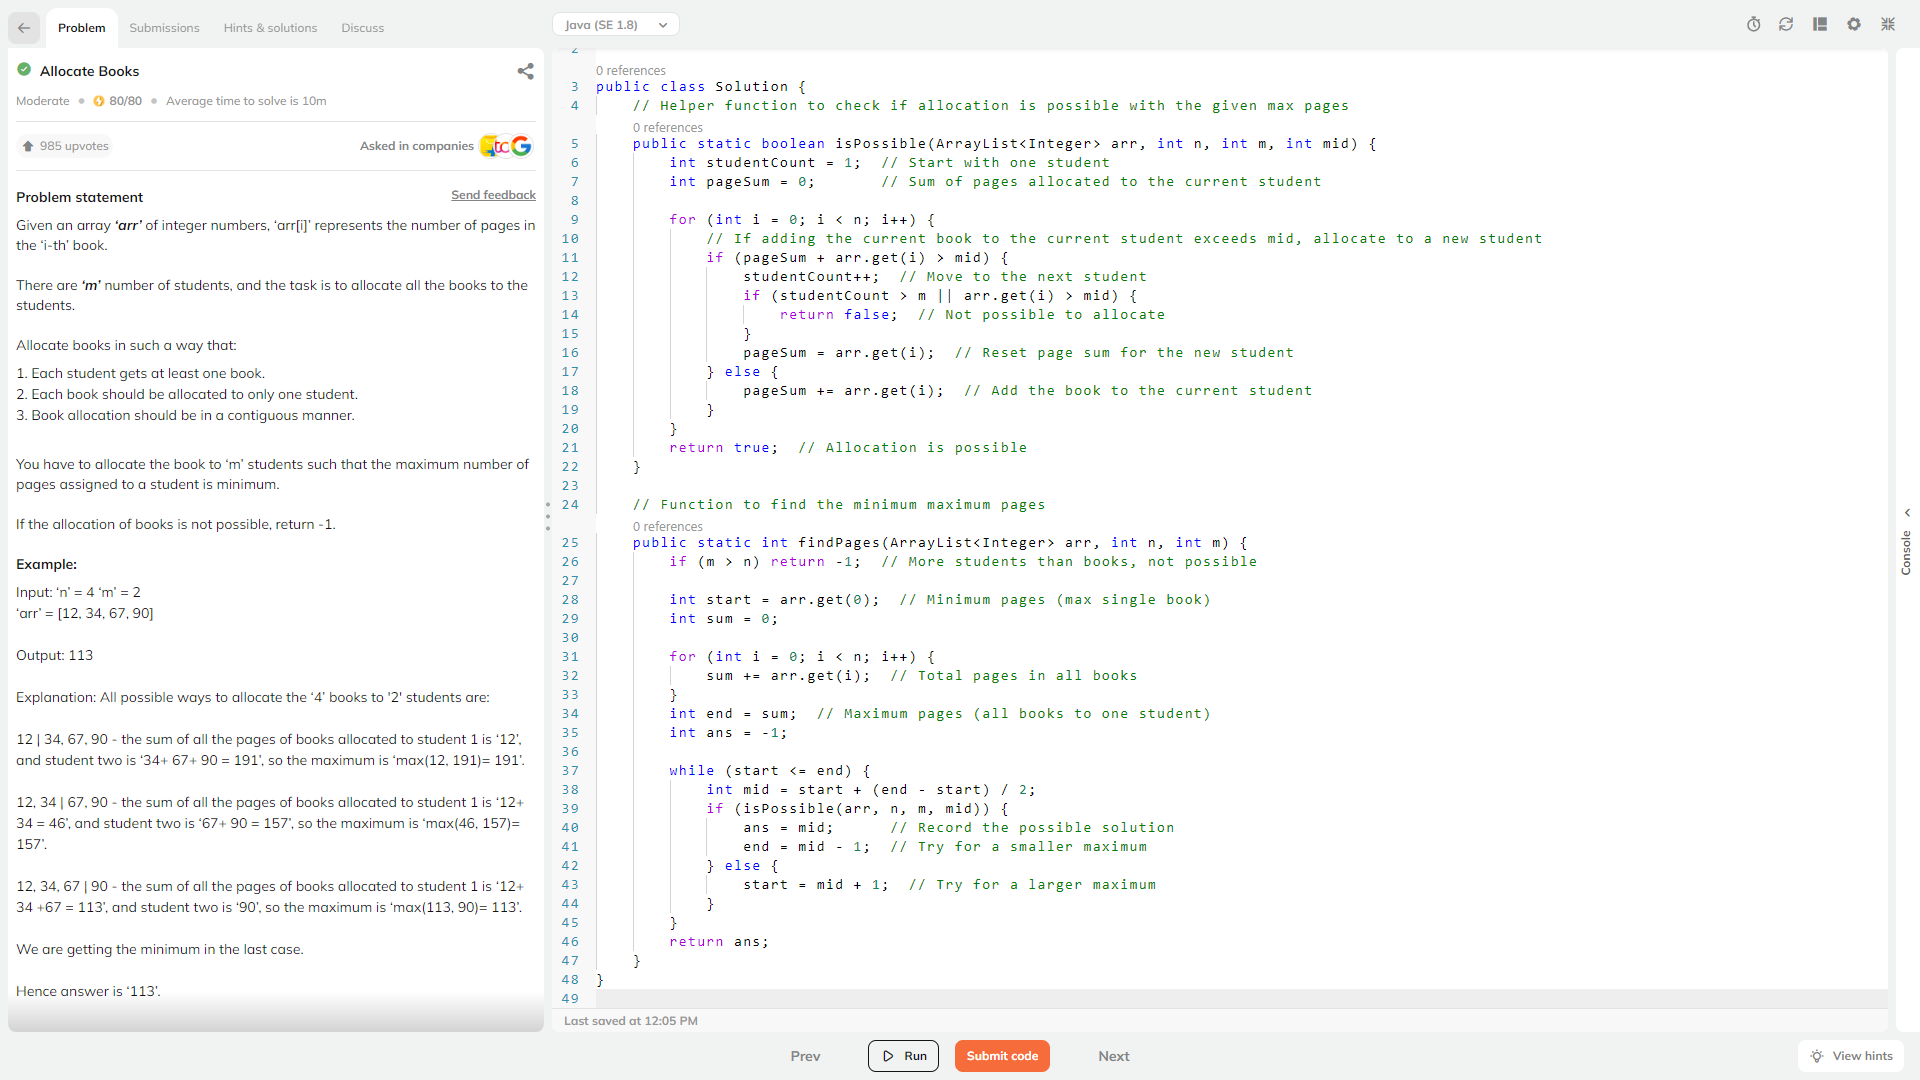 Problem
Submissions
Hints & solutions
Discuss
Java (SE 1.8)
Allocate Books
Moderate
80/80
Average time to solve is 10m
985 upvotes
Asked in companies
Problem statement
Send feedback
Given an array ‘arr’ of integer numbers, ‘arr[i]’ represents the number of pages in
the ‘i-th’ book.
There are ‘m’ number of students, and the task is to allocate all the books to the
students.
Allocate books in such a way that:
1. Each student gets at least one book.
2. Each book should be allocated to only one student.
3. Book allocation should be in a contiguous manner.
You have to allocate the book to ‘m’ students such that the maximum number of
pages assigned to a student is minimum.
If the allocation of books is not possible, return -1.
Example:
Input: ‘n’ = 4 ‘m’ = 2
‘arr’ = [12, 34, 67, 90]
Output: 113
Explanation: All possible ways to allocate the ‘4’ books to '2' students are:
12 | 34, 67, 90 - the sum of all the pages of books allocated to student 1 is ‘12’,
and student two is ‘34+ 67+ 90 = 191’, so the maximum is ‘max(12, 191)= 191’.
12, 34 | 67, 90 - the sum of all the pages of books allocated to student 1 is ‘12+
34 = 46’, and student two is ‘67+ 90 = 157’, so the maximum is ‘max(46, 157)=
157’.
12, 34, 67 | 90 - the sum of all the pages of books allocated to student 1 is ‘12+
34 +67 = 113’, and student two is ‘90’, so the maximum is ‘max(113, 90)= 113’.
We are getting the minimum in the last case.
Hence answer is ‘113’.
2
0 references
3 public class Solution {
4 // Helper function to check if allocation is possible with the given max pages
0 references
5 public static boolean isPossible(ArrayList<Integer> arr, int n, int m, int mid) {
6 int studentCount = 1; // Start with one student
7 int pageSum = 0; // Sum of pages allocated to the current student
8
9 for (int i = 0; i < n; i++) {
10 // If adding the current book to the current student exceeds mid, allocate to a new student
11 if (pageSum + arr.get(i) > mid) {
12 studentCount++; // Move to the next student
13 if (studentCount > m || arr.get(i) > mid) {
14 return false; // Not possible to allocate
15 }
16 pageSum = arr.get(i); // Reset page sum for the new student
17 } else {
18 pageSum += arr.get(i); // Add the book to the current student
19 }
20 }
21 return true; // Allocation is possible
22 }
23
24 // Function to find the minimum maximum pages
0 references
25 public static int findPages(ArrayList<Integer> arr, int n, int m) {
26 if (m > n) return -1; // More students than books, not possible
27
28 int start = arr.get(0); // Minimum pages (max single book)
29 int sum = 0;
30
31 for (int i = 0; i < n; i++) {
32 sum += arr.get(i); // Total pages in all books
33 }
34 int end = sum; // Maximum pages (all books to one student)
35 int ans = -1;
36
37 while (start <= end) {
38 int mid = start + (end - start) / 2;
39 if (isPossible(arr, n, m, mid)) {
40 ans = mid; // Record the possible solution
41 end = mid - 1; // Try for a smaller maximum
42 } else {
43 start = mid + 1; // Try for a larger maximum
44 }
45 }
46 return ans;
47 }
48 }
49
Last saved at 12:05 PM
Console
Prev
Run
Submit code
Next
View hints